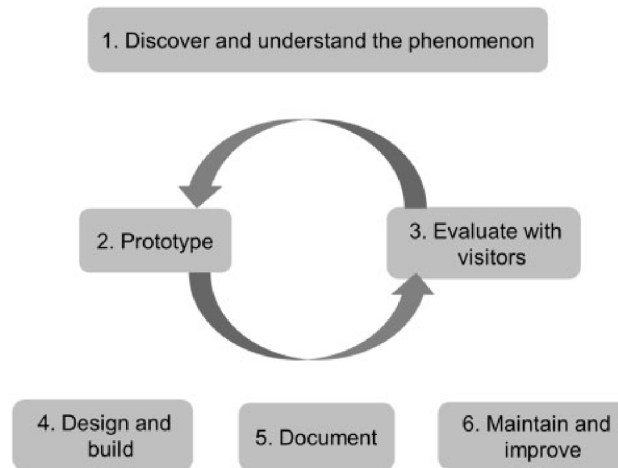 1. Discover and understand the phenomenon
2. Prototype
3. Evaluate with
visitors
4. Design and
build
5. Document
6. Maintain and
improve